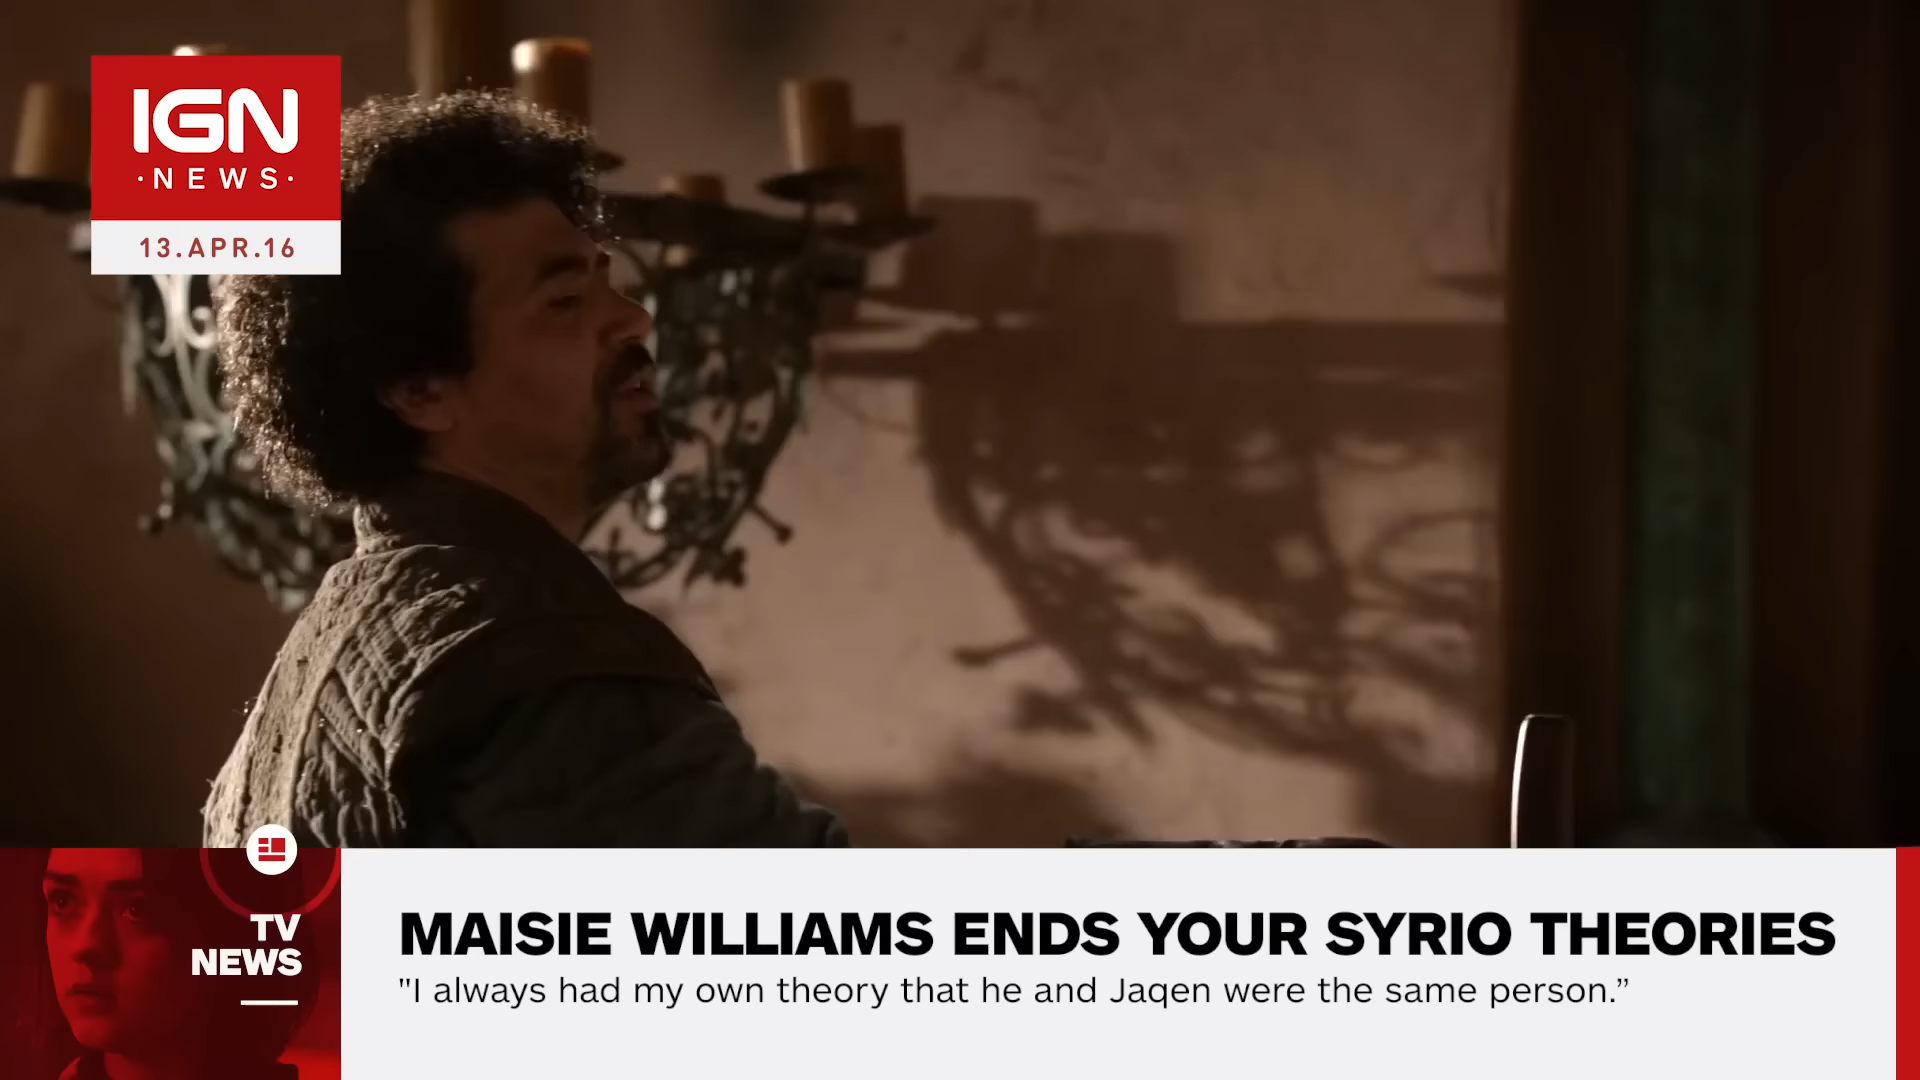 IGN
·NEWS·
13.APR.16
TV
NEWS
MAISIE WILLIAMS ENDS YOUR SYRIO THEORIES
"I always had my own theory that he and Jaqen were the same person.”